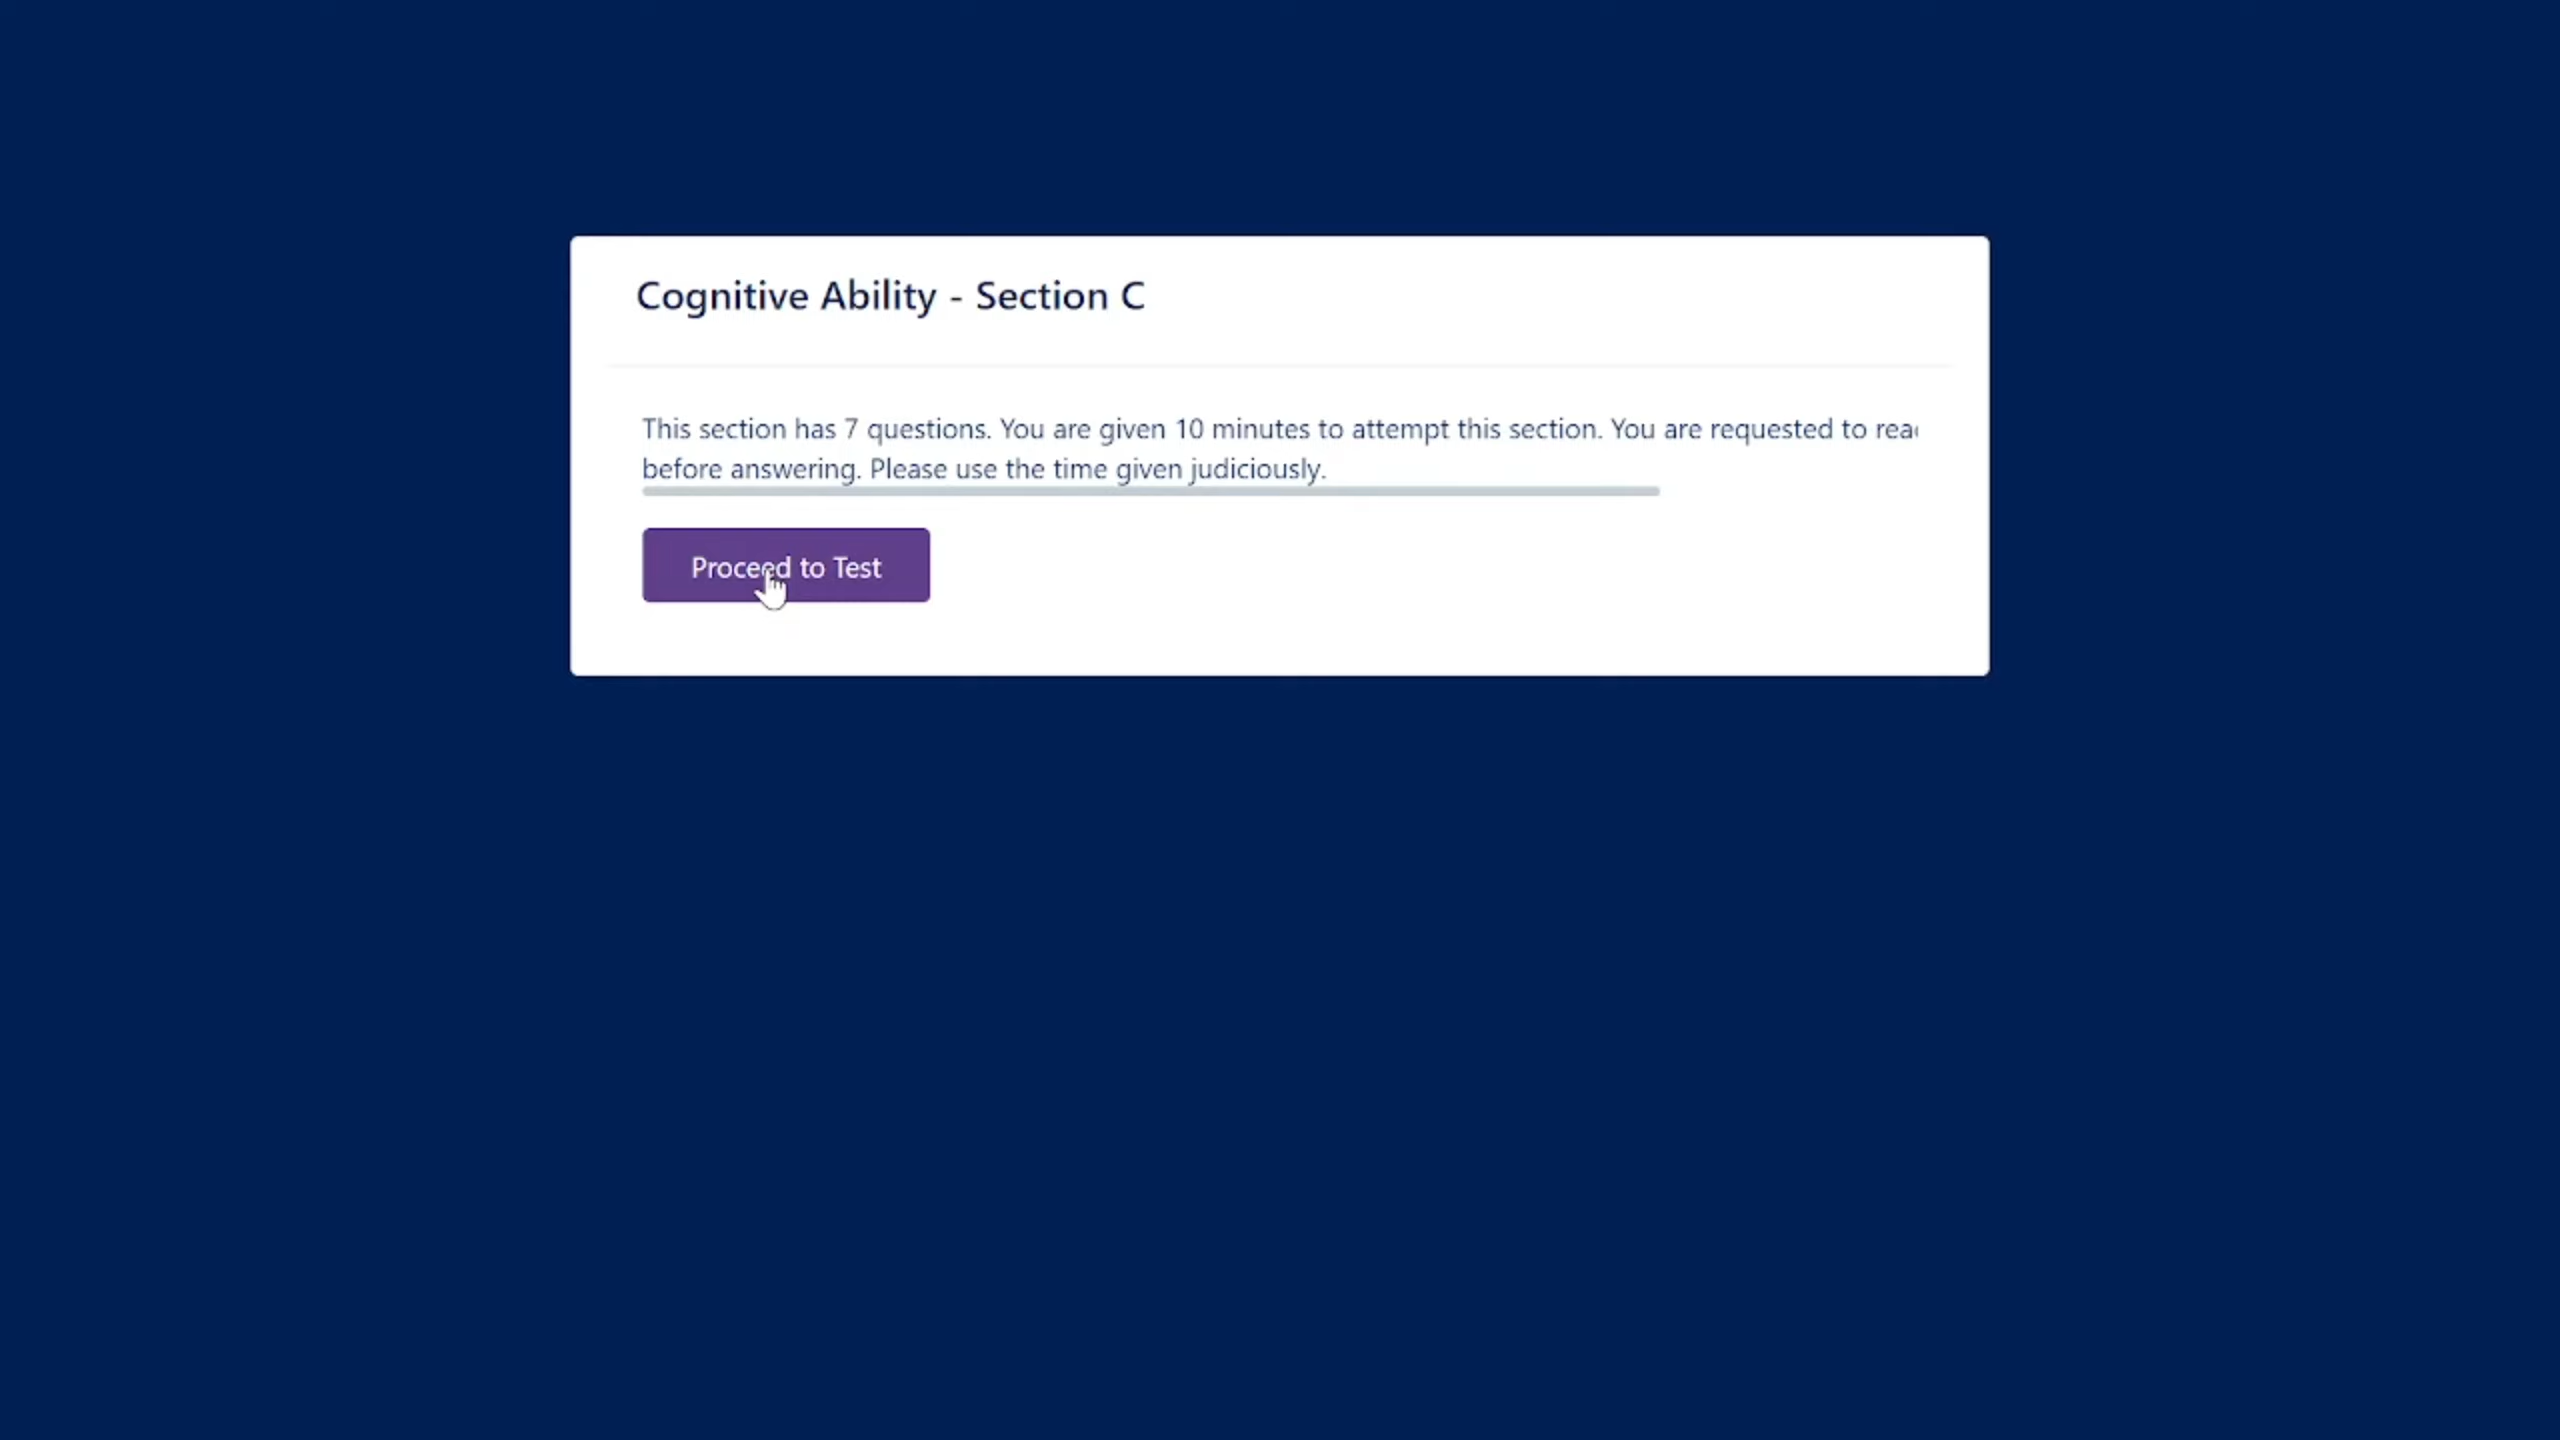 Cognitive Ability - Section C
This section has 7 questions. You are given 10 minutes to attempt this section. You are requested to
before answering. Please use the time given judiciously.
Proceed to Test